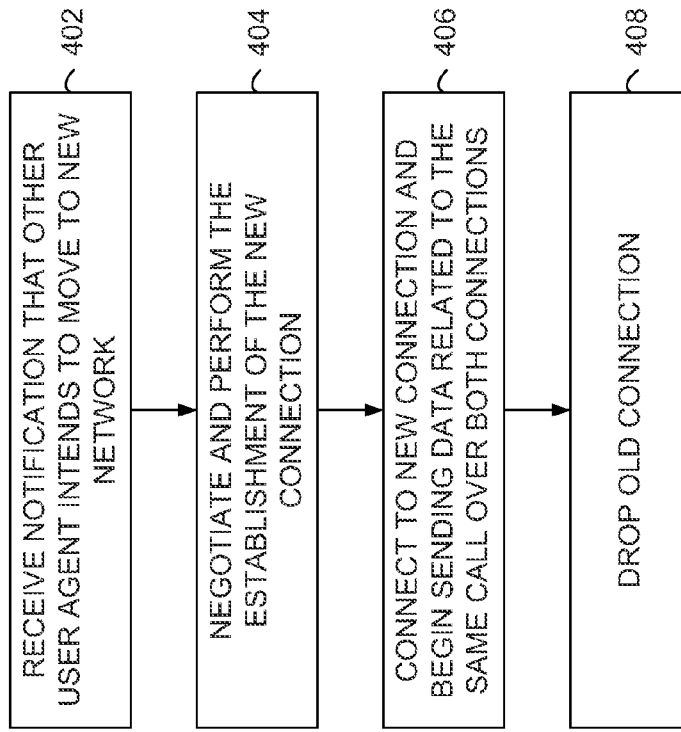 RECEIVE NOTIFICATION THAT OTHER
USER AGENT INTENDS TO MOVE TO NEW
NETWORK
402
NEGOTIATE AND PERFORM THE
ESTABLISHMENT OF THE NEW
CONNECTION
404
CONNECT TO NEW CONNECTION AND
BEGIN SENDING DATA RELATED TO THE
SAME CALL OVER BOTH CONNECTIONS
406
DROP OLD CONNECTION
408